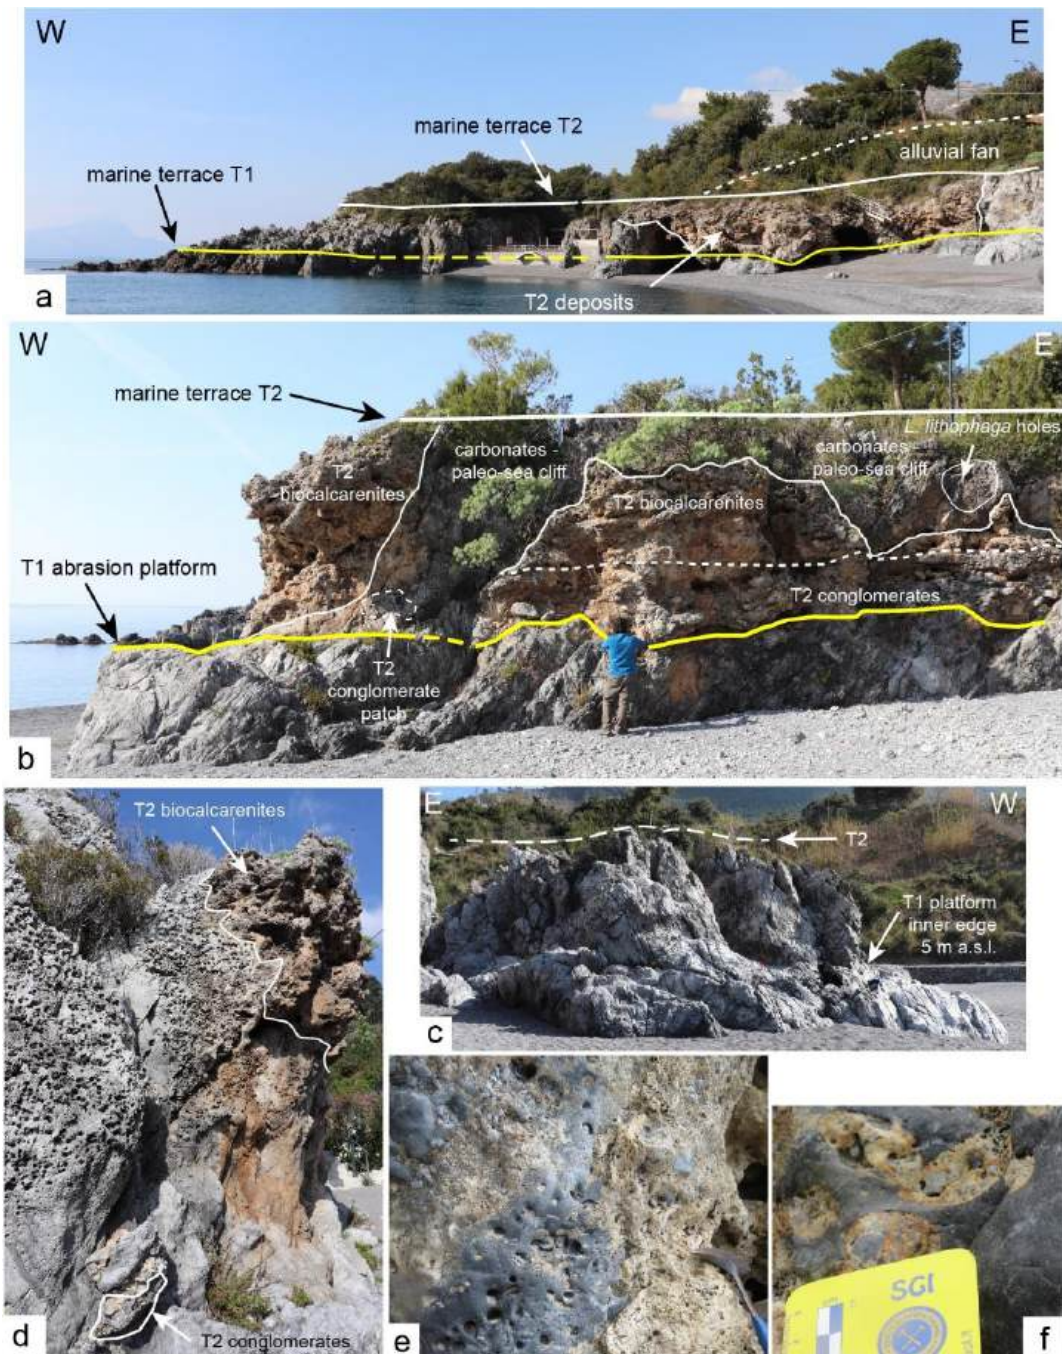 W
E
marine terrace T2
marine terrace T1
alluvial fan
T2 deposits
a
W
E
marine terrace T2
L. lithophaga holes
carbonates -
paleo-sea cliff
carbonates -
paleo-sea cliff
T2
biocalcarenites
T2 biocalcarenites
T1 abrasion platform
T2 conglomerates
T2
conglomerate
patch
b
T2 biocalcarenites
T2 conglomerates
d
E
W
T2
T1 platform
inner edge
5 m a.s.l.
c
e
SGI
f